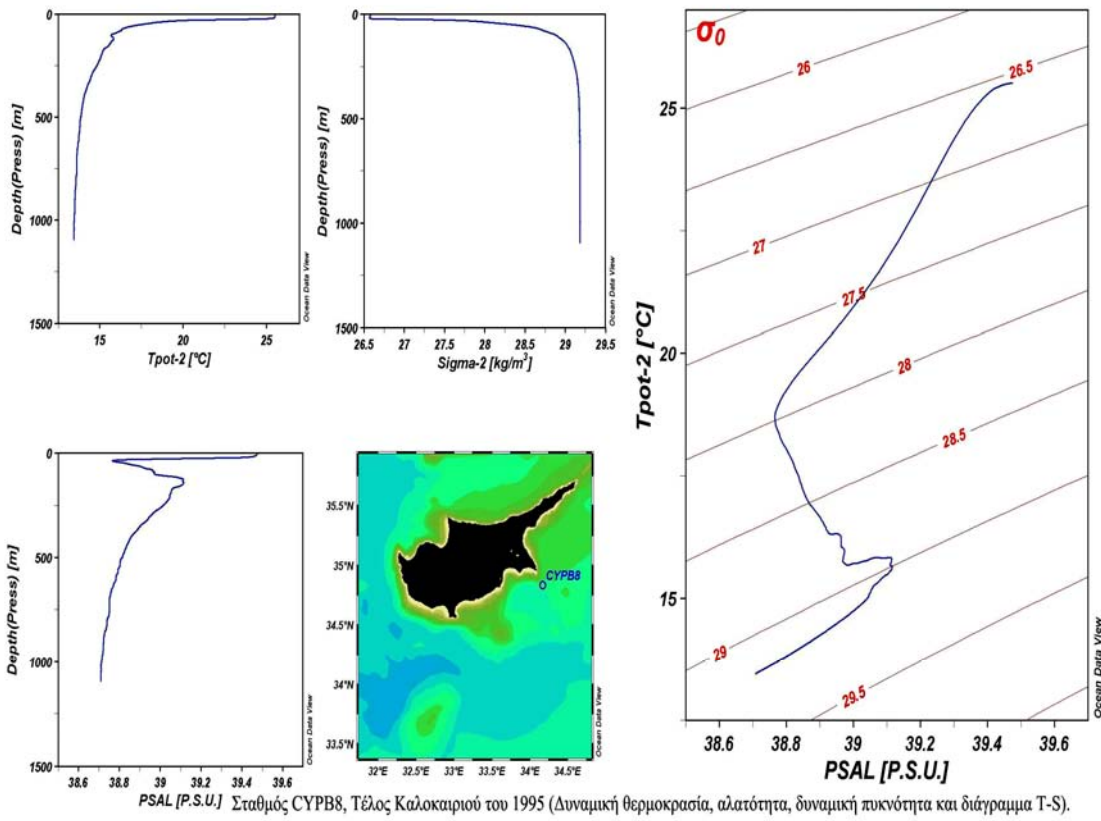 0
500
1000
1500
Depth(Press) [m]
15
20
25
Tpot-2 [°C]
Ocean Data View
0
500
1000
1500
Depth(Press) [m]
26.5
27
27.5
28
28.5
29
29.5
Sigma-2 [kg/m³]
Ocean Data View
σ0
26
26.5
27
27.5
28
28.5
29
29.5
25
20
15
Tpot-2 [°C]
38.6
38.8
39
39.2
39.4
39.6
PSAL [P.S.U.]
Ocean Data View
0
500
1000
1500
Depth(Press) [m]
38.6
38.8
39
39.2
39.4
39.6
PSAL [P.S.U.]
Ocean Data View
35.5°N
35°N
34.5°N
34°N
33.5°N
CYPB8
32°E
32.5°E
33°E
33.5°E
34°E
34.5°E
Ocean Data View
Σταθμός CYPB8, Τέλος Καλοκαιριού του 1995 (Δυναμική θερμοκρασία, αλατότητα, δυναμική πυκνότητα και διάγραμμα T-S).